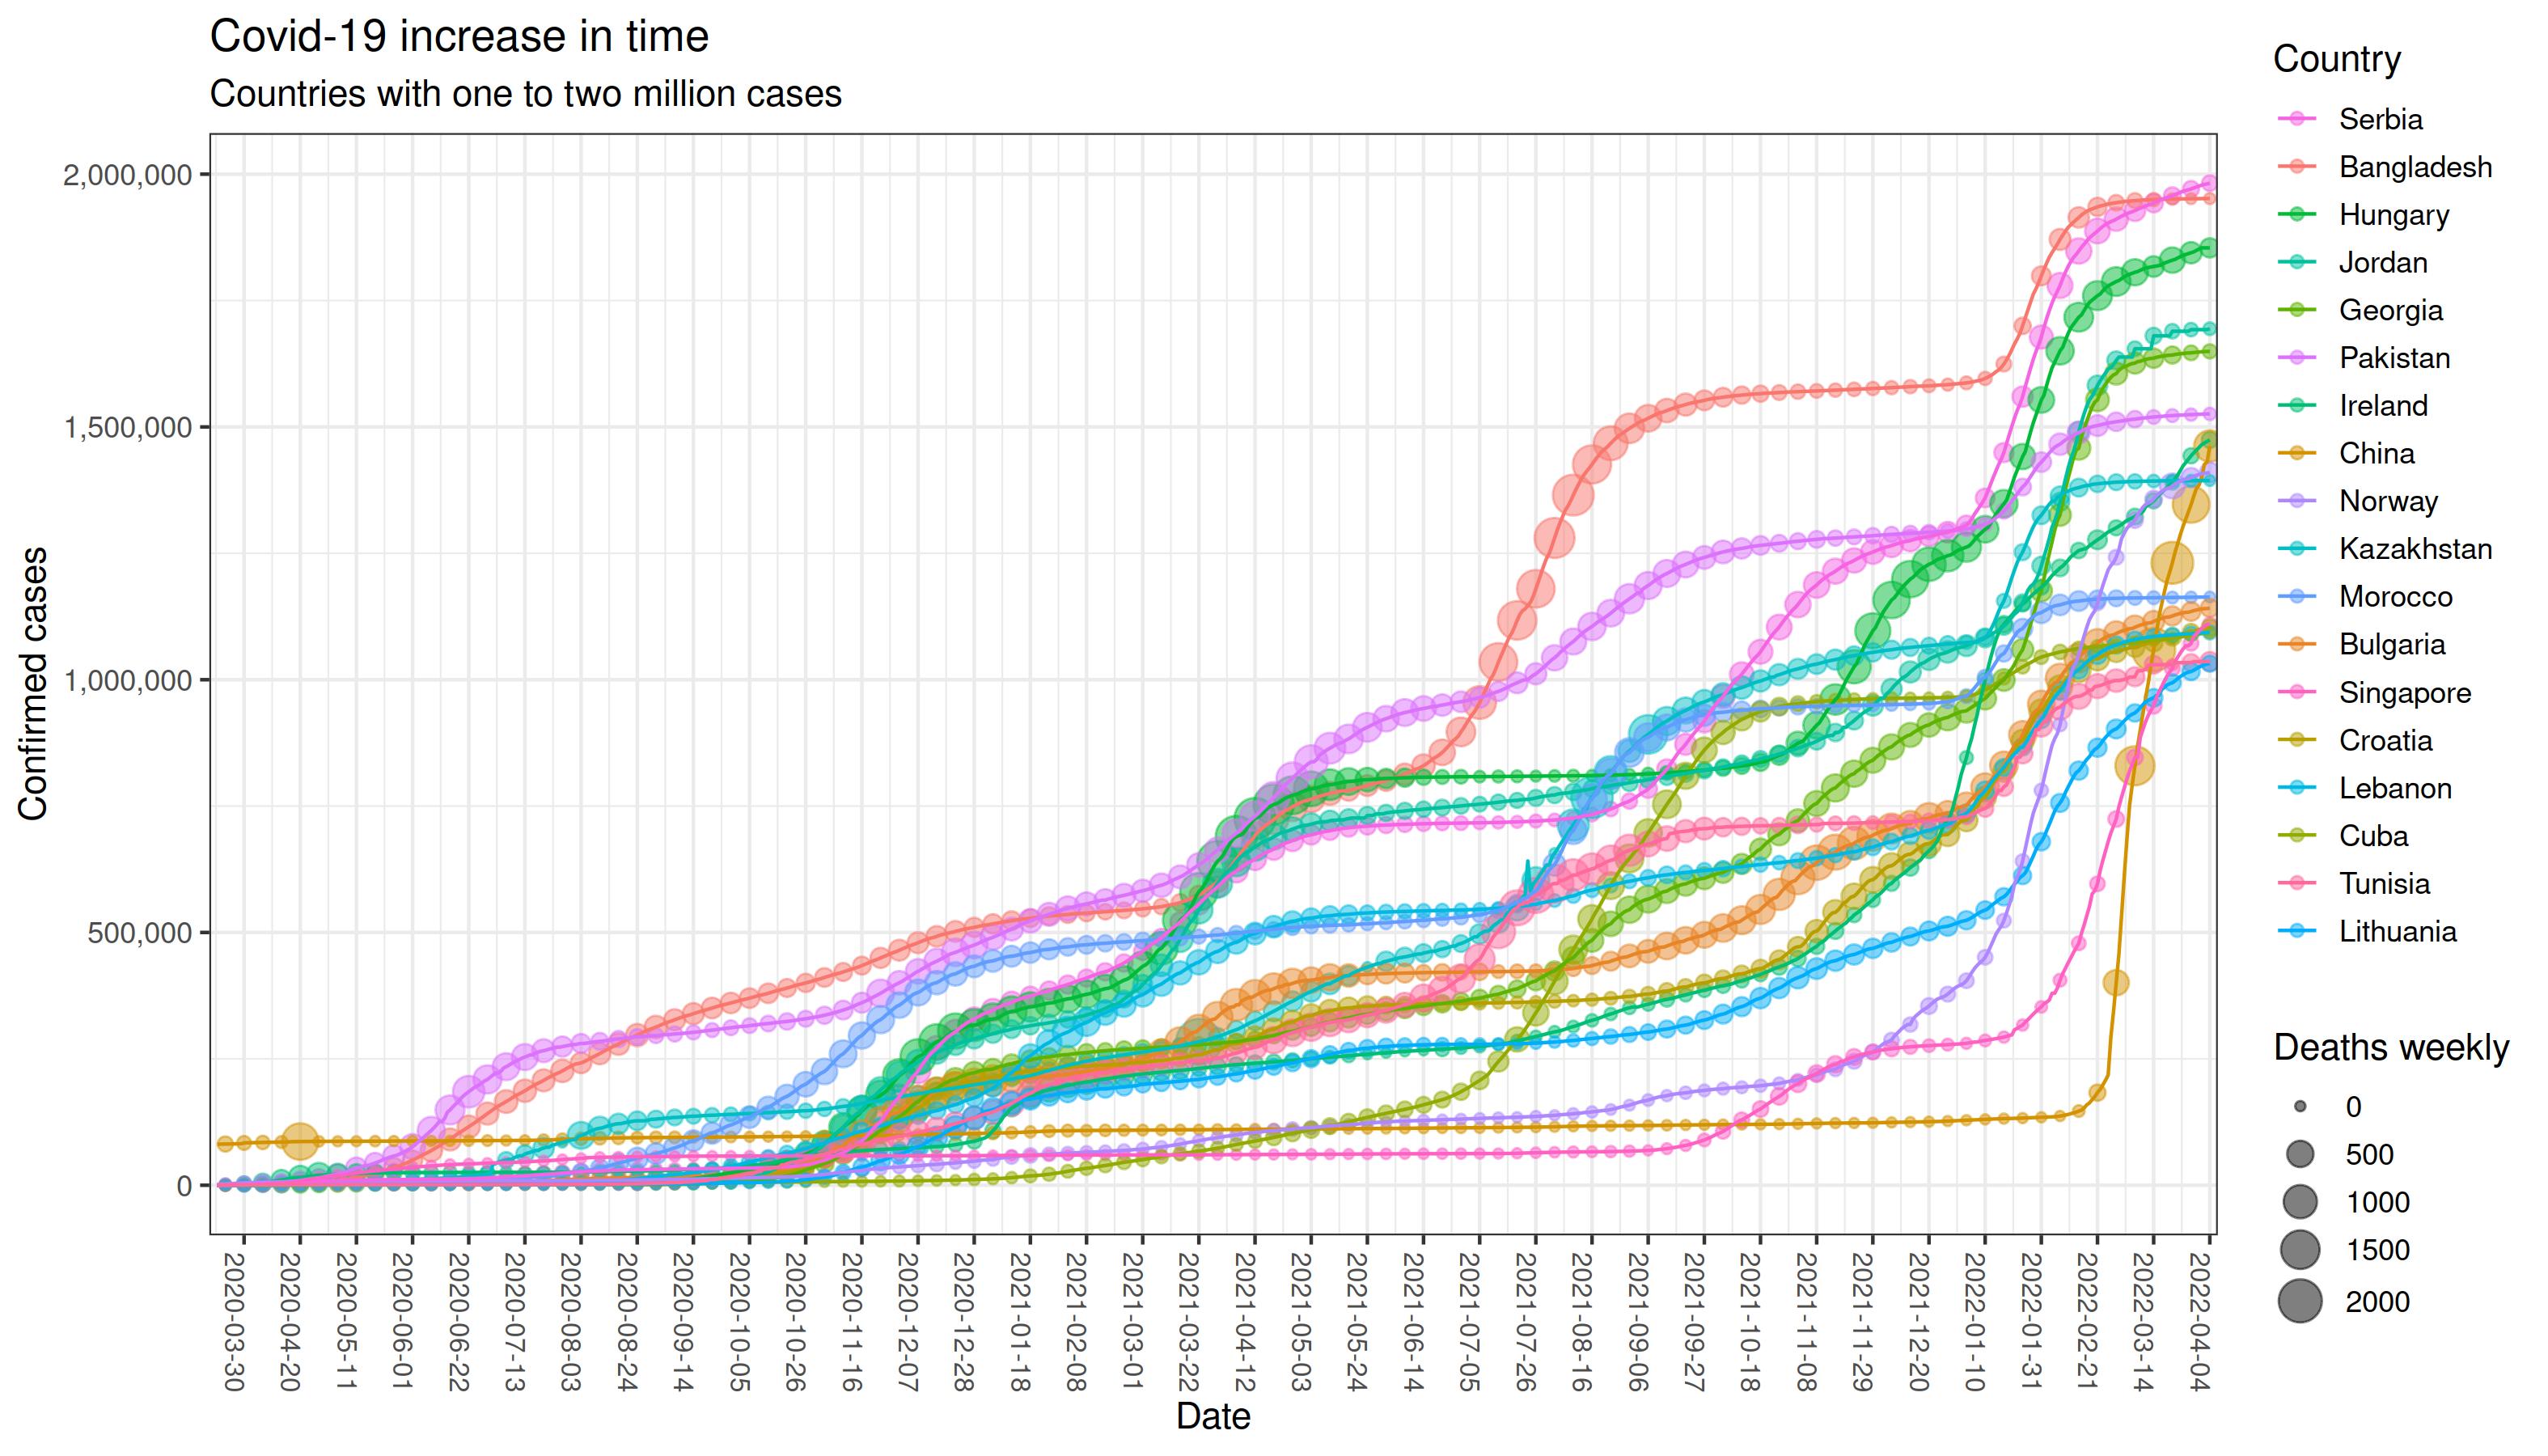 Covid-19 increase in time
Countries with one to two million cases
Confirmed cases
2,000,000
1,500,000
1,000,000
500,000
0
2020-03-30
2020-04-20
2020-05-11
2020-06-01
2020-06-22
2020-07-13
2020-08-03
2020-08-24
2020-09-14
2020-10-05
2020-10-26
2020-11-16
2020-12-07
2020-12-28
2021-01-18
2021-02-08
2021-03-01
2021-03-22
2021-04-12
2021-05-03
2021-05-24
2021-06-14
2021-07-05
2021-07-26
2021-08-16
2021-09-06
2021-09-27
2021-10-18
2021-11-08
2021-11-29
2021-12-20
2022-01-10
2022-01-31
2022-02-21
2022-03-14
2022-04-04
Date
Country
Serbia
Bangladesh
Hungary
Jordan
Georgia
Pakistan
Ireland
China
Norway
Kazakhstan
Morocco
Bulgaria
Singapore
Croatia
Lebanon
Cuba
Tunisia
Lithuania
Deaths weekly
0
500
1000
1500
2000